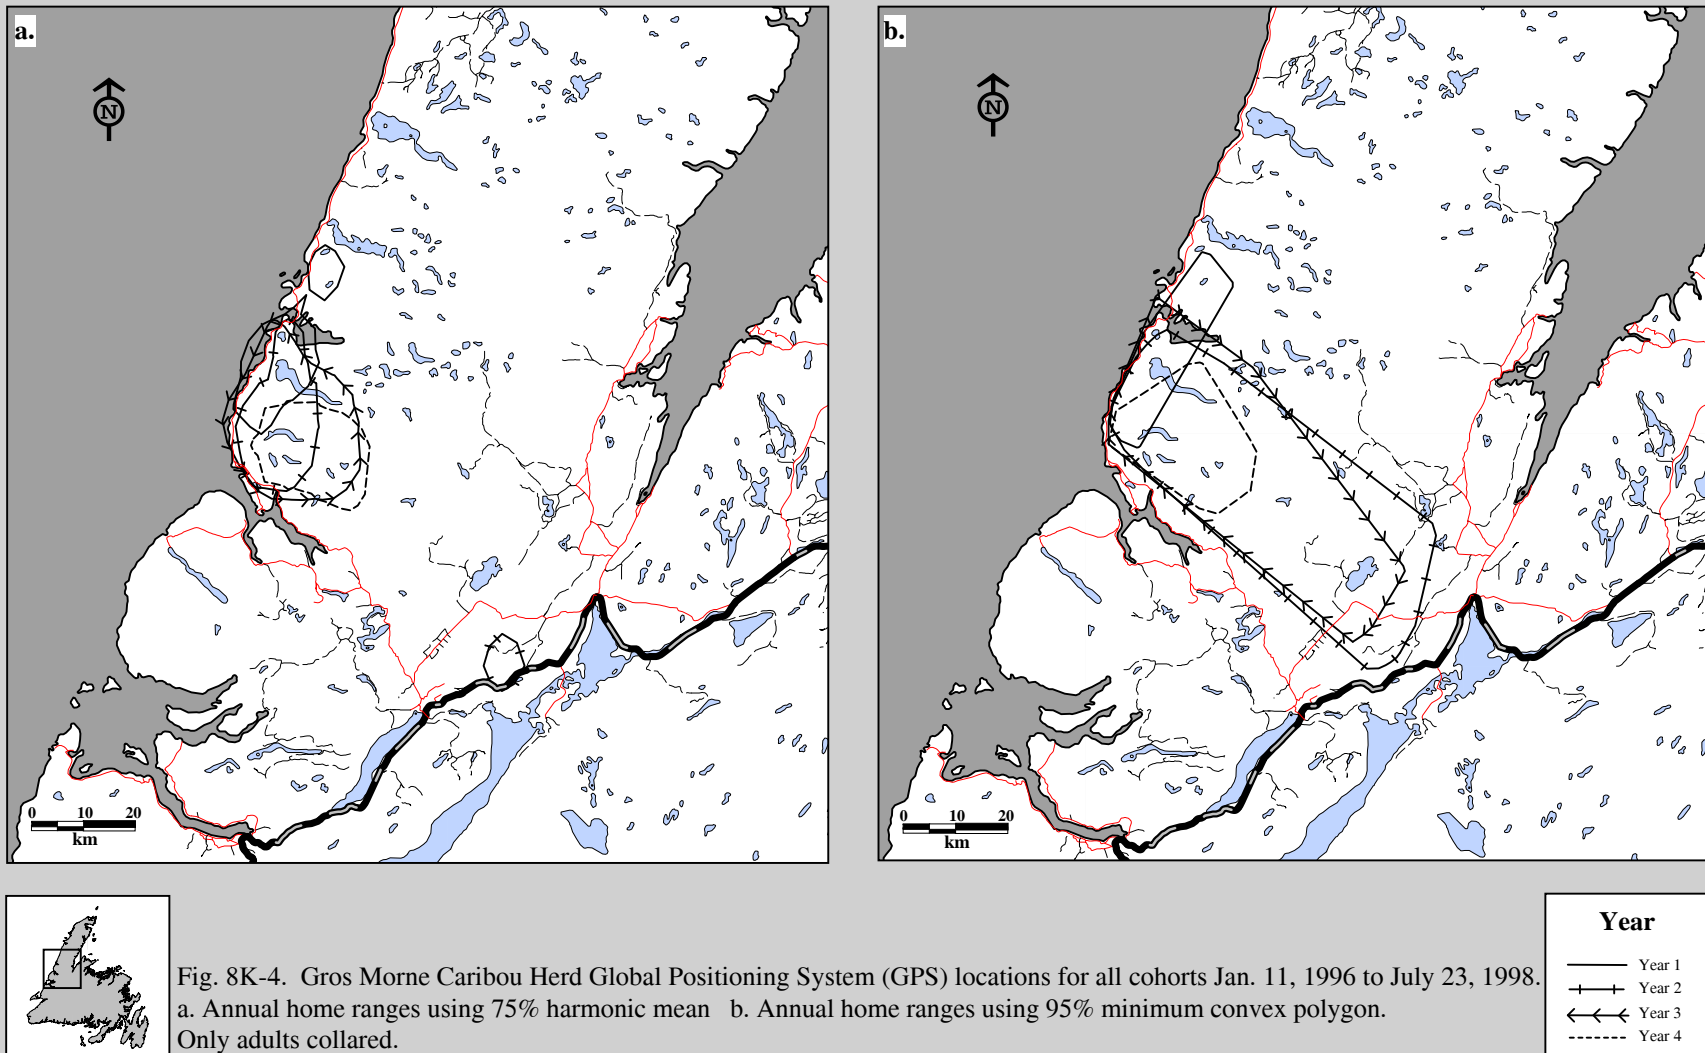 a.
N
0 10 20
km
b.
N
0 10 20
km
Fig. 8K-4. Gros Morne Caribou Herd Global Positioning System (GPS) locations for all cohorts Jan. 11, 1996 to July 23, 1998.
a. Annual home ranges using 75% harmonic mean b. Annual home ranges using 95% minimum convex polygon.
Only adults collared.
Year
Year 1
Year 2
Year 3
Year 4